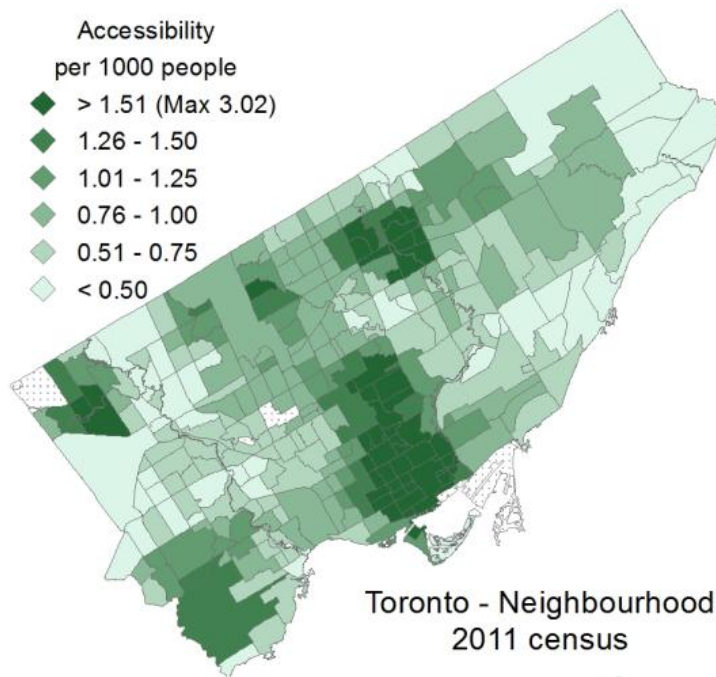 Accessibility
per 1000 people
> 1.51 (Max 3.02)
1.26 - 1.50
1.01 - 1.25
0.76 - 1.00
0.51 - 0.75
< 0.50
Toronto - Neighbourhood
2011 census